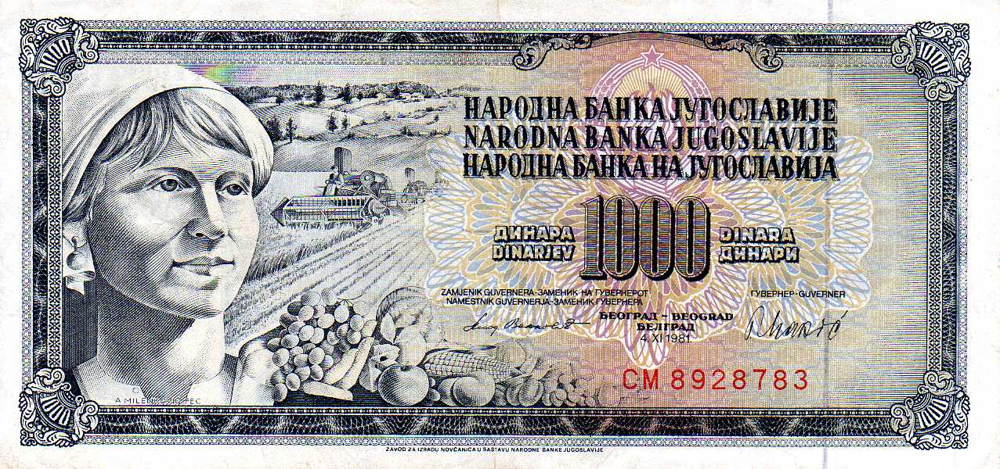 НАРОДНА БАНКА ЈУГОСЛАВИЈЕ
NARODNA BANKA JUGOSLAVIJE
НАРОДНА БАНКА НА ЈУГОСЛАВИЈА
ДИНАРА 1000 DINARA
DINARJEV ДИНАРИ
ZAMJENIK GUVERNERA-ЗАМЕНИК НА ГУВЕРНЕРОТ ГУВЕРНЕР-GUVERNER
NAMESTNIK GUVERNERJA-ЗАМЕНИК ГУВЕРНЕРА
БЕОГРАД - BEOGRAD
БЕЛГРАД
4. XI 1981.
CM 8928783
A MILENKOVIĆ FEC
ZAVOD ZA IZRADU NOVČANICA U SASTAVU NARODNE BANKE JUGOSLAVIJE